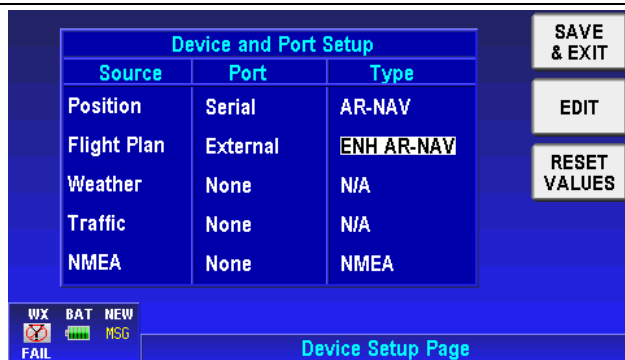 Device and Port Setup
Source Port Type
Position Serial AR-NAV
Flight Plan External ENH AR-NAV
Weather None N/A
Traffic None N/A
NMEA None NMEA
SAVE
& EXIT
EDIT
RESET
VALUES
WX BAT NEW
MSG
FAIL
Device Setup Page